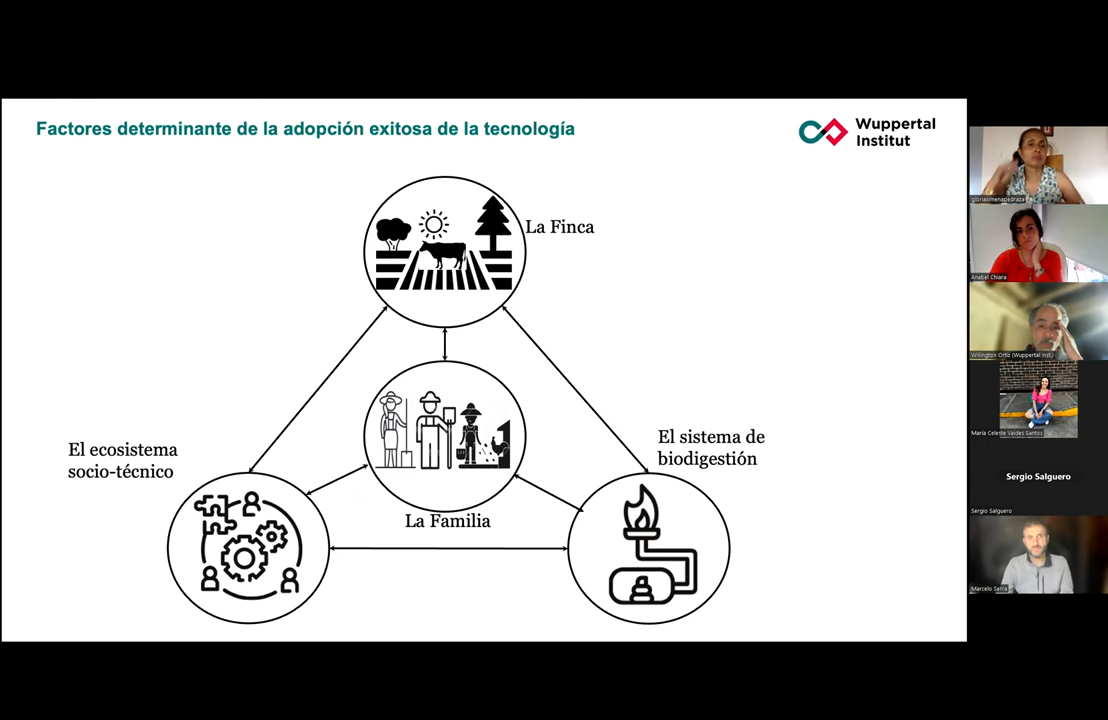 Factores determinante de la adopción exitosa de la tecnología
Wuppertal
Institut
La Finca
El ecosistema
socio-técnico
La Familia
El sistema de
biodigestión
gloriaximenapedraza
Anabel Chiara
Willington Ortiz (Wuppertal Inst.)
María Celeste Valdes Santos
Sergio Salguero
Sergio Salguero
Marcelo Serra